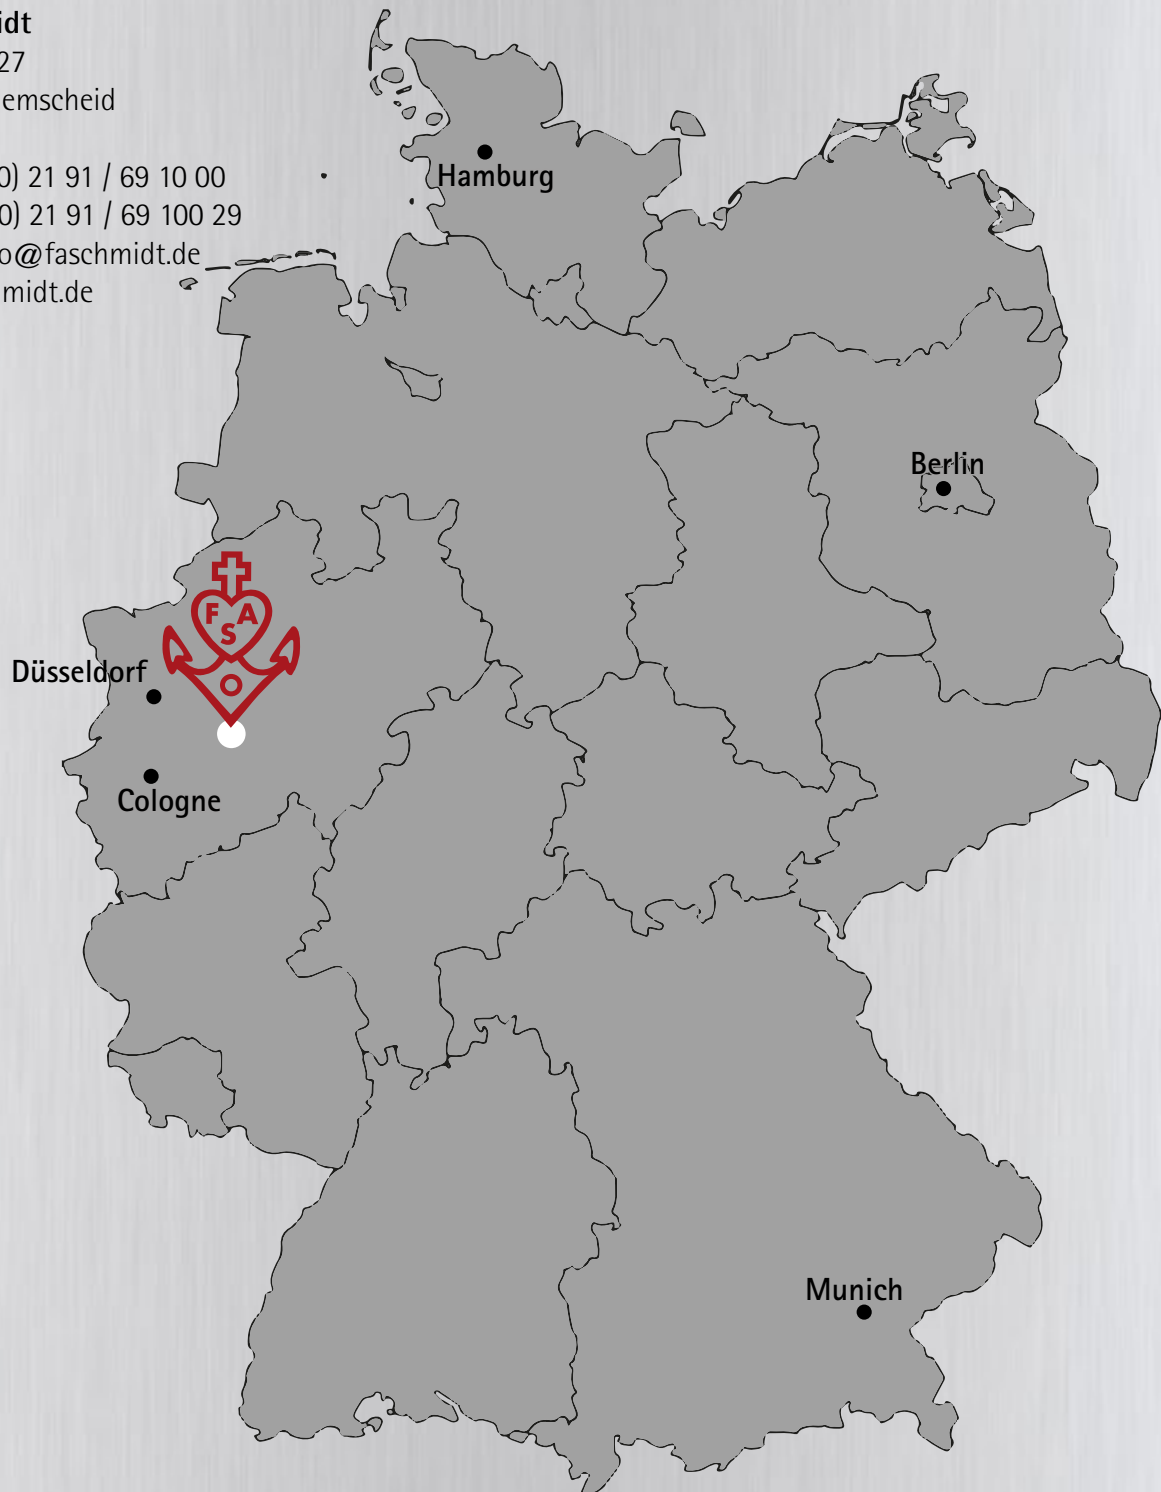 idt
27
emscheid
0) 21 91 / 69 10 00
0) 21 91 / 69 100 29
o@faschmidt.de
midt.de
Hamburg
Berlin
F A
S
Düsseldorf
Cologne
Munich